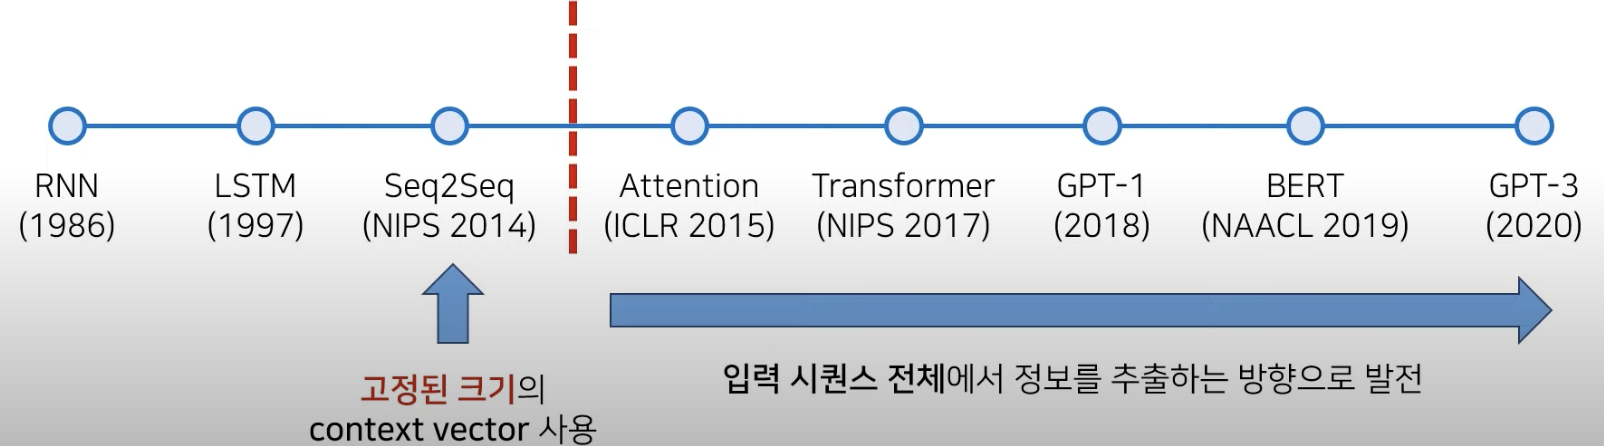 RNN
(1986)
LSTM
(1997)
Seq2Seq
(NIPS 2014)
Attention
(ICLR 2015)
Transformer
(NIPS 2017)
GPT-1
(2018)
BERT
(NAACL 2019)
GPT-3
(2020)
고정된 크기의
context vector 사용
입력 시퀀스 전체에서 정보를 추출하는 방향으로 발전